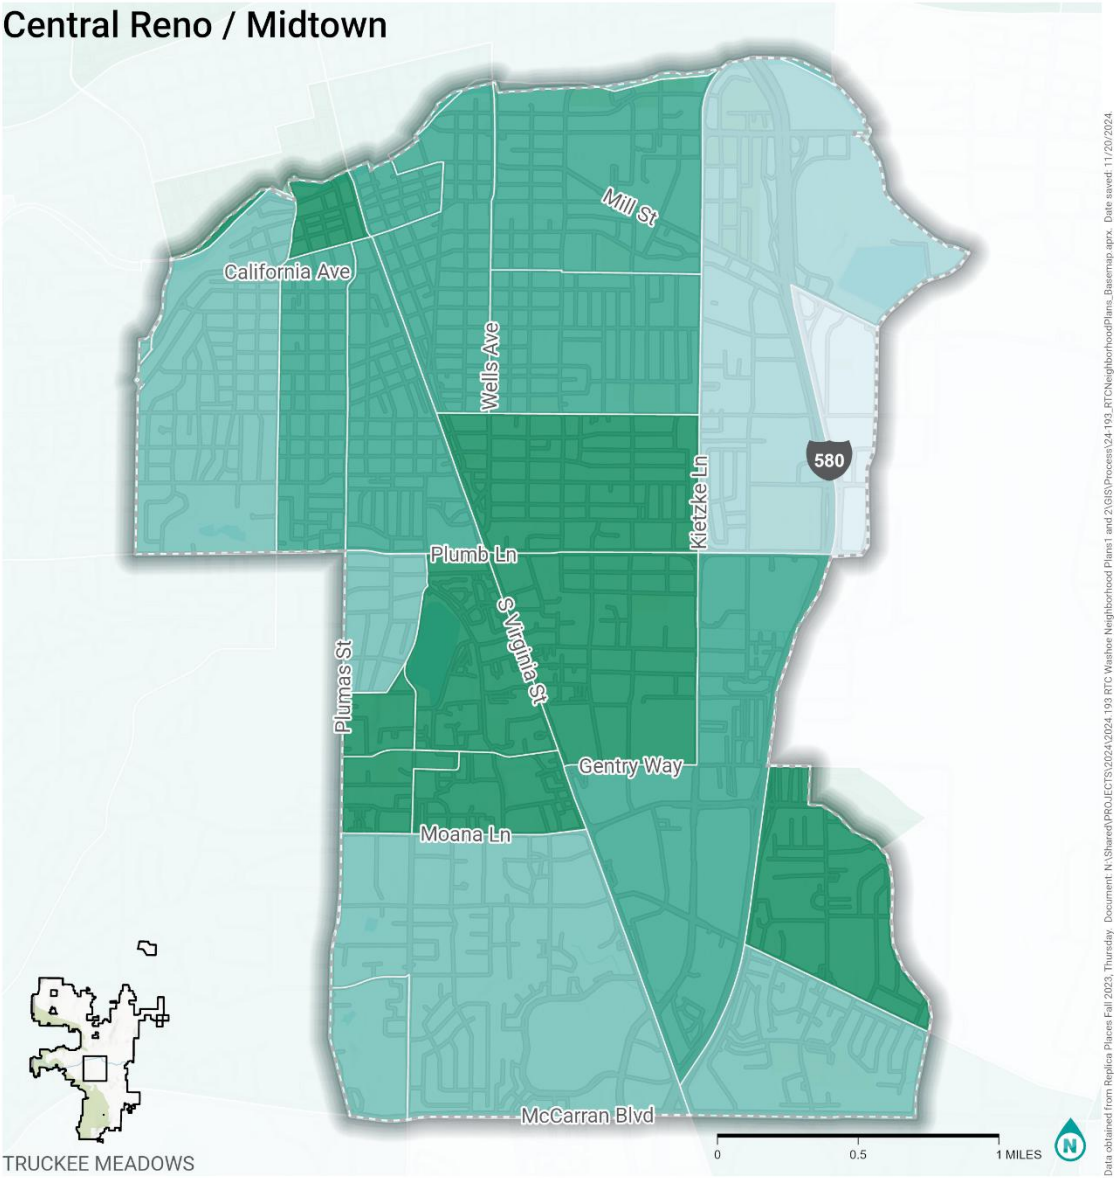 Central Reno / Midtown
Mill St
California Ave
Wells Ave
580
Kietzke Ln
Plumb Ln
S Virginia St
Plumas St
Gentry Way
Moana Ln
McCarran Blvd
TRUCKEE MEADOWS
0 0.5 1 MILES
N
Data obtained from Replica Places Fall 2023, Thursday. Document: N:\Shared\PROJECTS\2024\2024.193 RTC Washoe Neighborhood Plans1 and 2\GIS\Process\24-193_RTCNeighborhoodPlans_Basemap.aprx. Date saved: 11/20/2024.